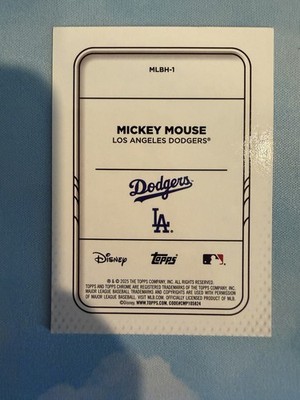 MLBH-1
MICKEY MOUSE
LOS ANGELES DODGERS®
Dodgers
LA
Disney Topps
® & © 2025 THE TOPPS COMPANY, INC. ALL RIGHTS RESERVED.
TOPPS AND TOPPS CHROME ARE REGISTERED TRADEMARKS OF THE TOPPS COMPANY, INC.
MAJOR LEAGUE BASEBALL TRADEMARKS AND COPYRIGHTS ARE USED WITH PERMISSION
OF MAJOR LEAGUE BASEBALL. VISIT MLB.COM. OFFICIALLY LICENSED PRODUCT OF MLB.
©Disney. WWW.TOPPS.COM. CODE#CMP105824